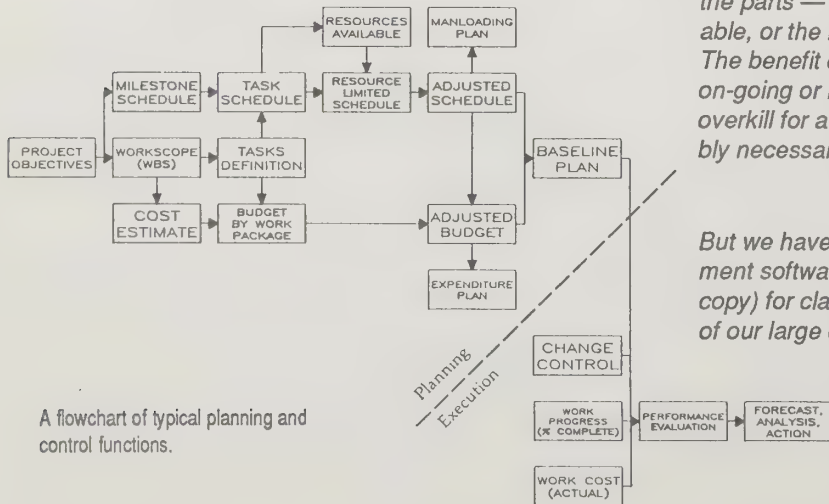 RESOURCES
AVAILABLE
MANLOADING
PLAN
MILESTONE
SCHEDULE
TASK
SCHEDULE
RESOURCE
LIMITED
SCHEDULE
ADJUSTED
SCHEDULE
PROJECT
OBJECTIVES
WORKSCOPE
(WBS)
TASKS
DEFINITION
BASELINE
PLAN
COST
ESTIMATE
BUDGET
BY WORK
PACKAGE
ADJUSTED
BUDGET
EXPENDITURE
PLAN
Planning
Execution
CHANGE
CONTROL
WORK
PROGRESS
(% COMPLETE)
PERFORMANCE
EVALUATION
FORECAST,
ANALYSIS,
ACTION
WORK COST
(ACTUAL)
A flowchart of typical planning and
control functions.
the parts —
able, or the
The benefit
on-going or
overkill for a
bly necessar
But we have
ment softwa
copy) for cla
of our large